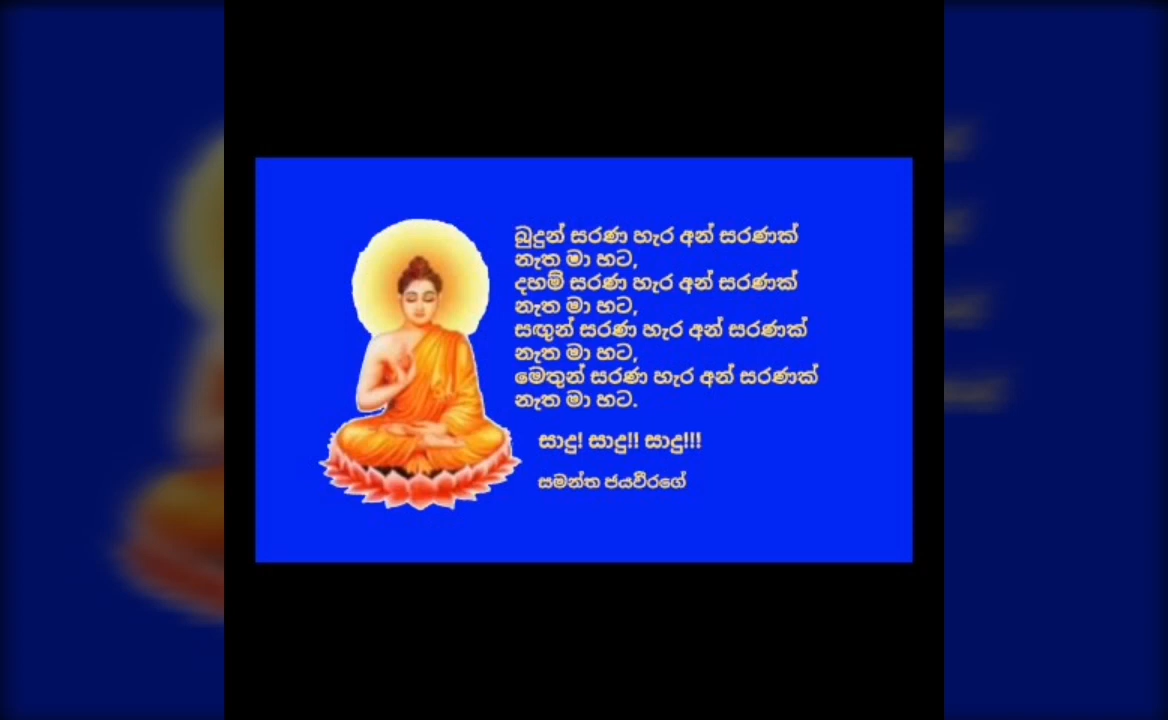 බුදුන් සරණ හැර අන් සරණක්
නැත මා හට,
දහම් සරණ හැර අන් සරණක්
නැත මා හට,
සඟුන් සරණ හැර අන් සරණක්
නැත මා හට,
මෙතුන් සරණ හැර අන් සරණක්
නැත මා හට.
සාදු! සාදු!! සාදු!!!
සමන්ත ජයවීරගේ